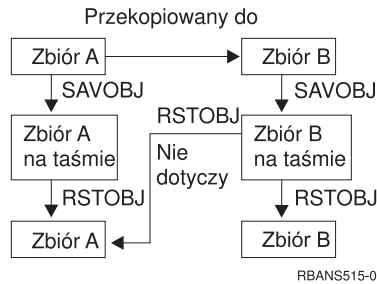 Przekopiowany do
Zbiór A
Zbiór B
SAVOBJ
SAVOBJ
Zbiór A
na taśmie
RSTOBJ
Zbiór B
na taśmie
Nie
dotyczy
RSTOBJ
RSTOBJ
Zbiór A
Zbiór B
RBANS515-0